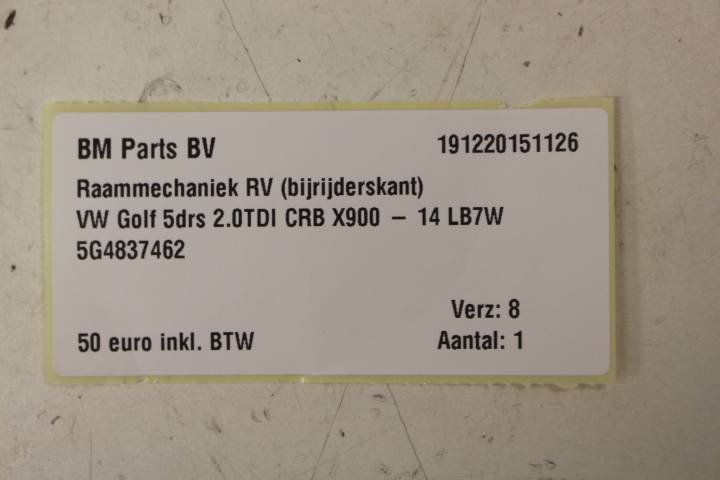 BM Parts BV 191220151126
Raammechaniek RV (bijrijderskant)
VW Golf 5drs 2.0TDI CRB X900 – 14 LB7W
5G4837462
Verz: 8
50 euro inkl. BTW Aantal: 1